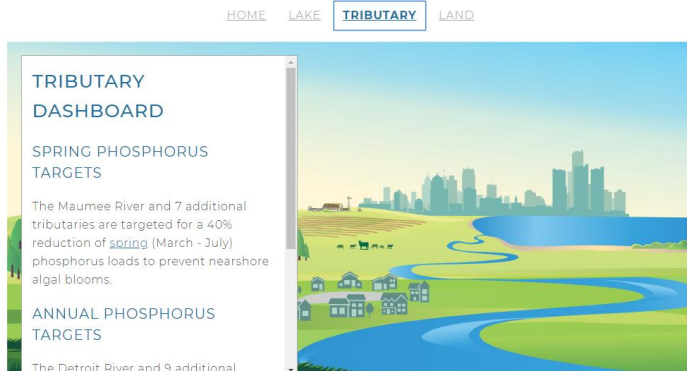 HOME LAKE TRIBUTARY LAND
TRIBUTARY
DASHBOARD
SPRING PHOSPHORUS
TARGETS
The Maumee River and 7 additional
tributaries are targeted for a 40%
reduction of spring (March - July)
phosphorus loads to prevent nearshore
algal blooms.
ANNUAL PHOSPHORUS
TARGETS
The Detroit River and 9 additional